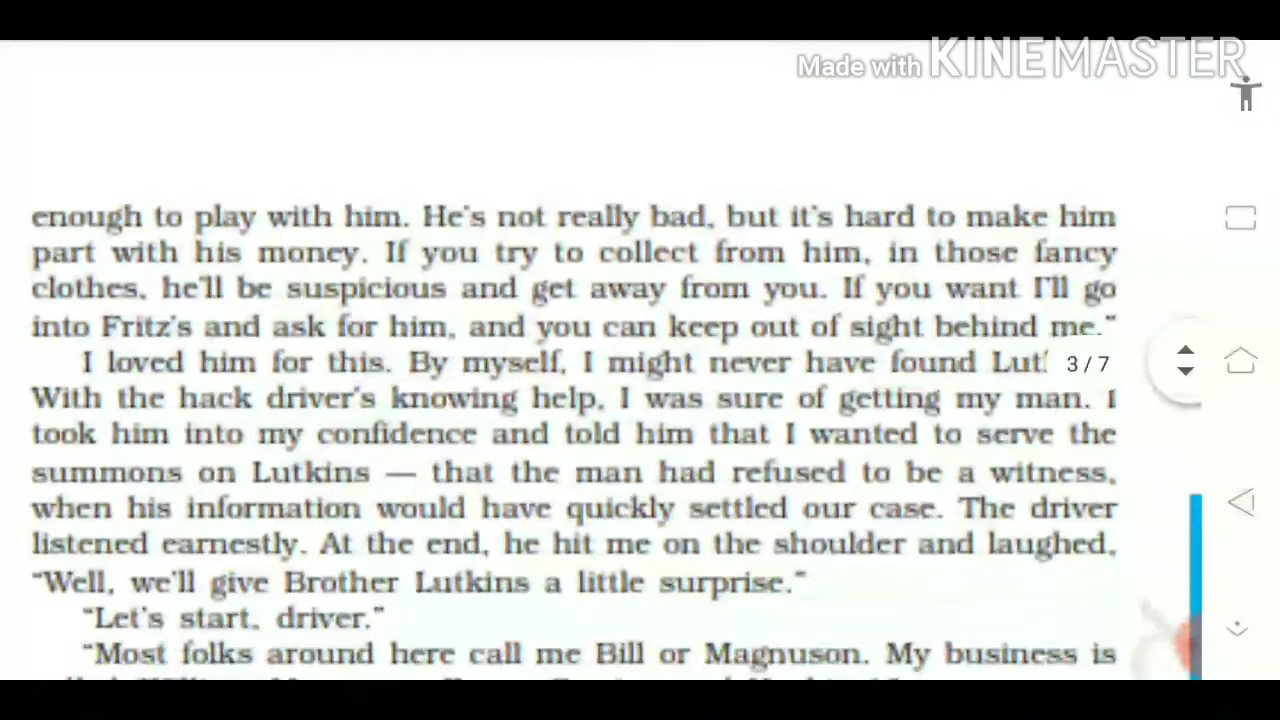 Made with KINEMASTER
enough to play with him. He's not really bad, but it's hard to make him
part with his money. If you try to collect from him, in those fancy
clothes, he'll be suspicious and get away from you. If you want I'll go
into Fritz's and ask for him, and you can keep out of sight behind me."
I loved him for this. By myself, I might never have found
3 / 7
With the hack driver's knowing help, I was sure of getting my man. I
took him into my confidence and told him that I wanted to serve the
summons on Lutkins — that the man had refused to be a witness,
when his information would have quickly settled our case. The driver
listened earnestly. At the end, he hit me on the shoulder and laughed,
"Well, we'll give Brother Lutkins a little surprise."
"Let's start, driver."
"Most folks around here call me Bill or Magnuson. My business is